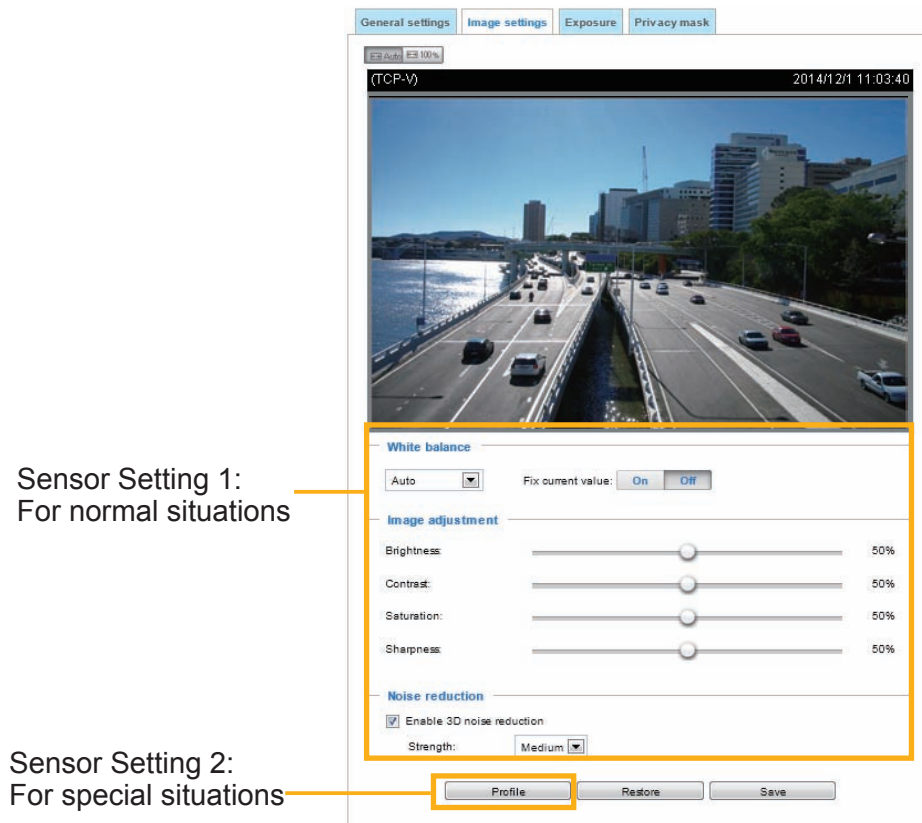 General settings Image settings Exposure Privacy mask
Auto 100%
(TCP-V) 2014/12/1 11:03:40
White balance
Auto Fix current value: On Off
Sensor Setting 1:
For normal situations
Image adjustment
Brightness: 50%
Contrast: 50%
Saturation: 50%
Sharpness: 50%
Noise reduction
Enable 3D noise reduction
Strength: Medium
Sensor Setting 2:
For special situations
Profile Restore Save